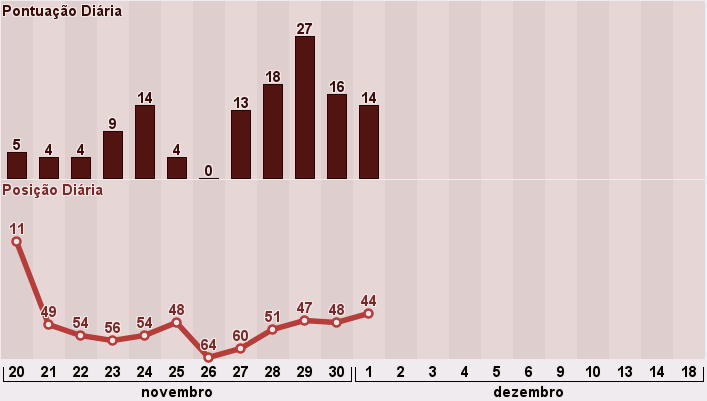 Pontuação Diária
5 4 4 9 14 4 0 13 18 27 16 14
Posição Diária
11 49 54 56 54 48 64 60 51 47 48 44
20 21 22 23 24 25 26 27 28 29 30 1 2 3 4 5 6 9 10 13 14 18
novembro dezembro